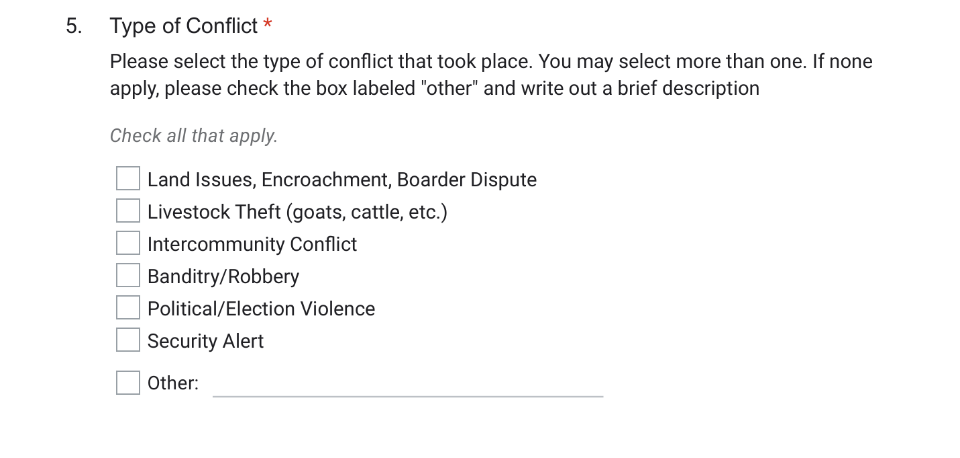 5. Type of Conflict *
Please select the type of conflict that took place. You may select more than one. If none
apply, please check the box labeled "other" and write out a brief description
Check all that apply.
Land Issues, Encroachment, Boarder Dispute
Livestock Theft (goats, cattle, etc.)
Intercommunity Conflict
Banditry/Robbery
Political/Election Violence
Security Alert
Other: